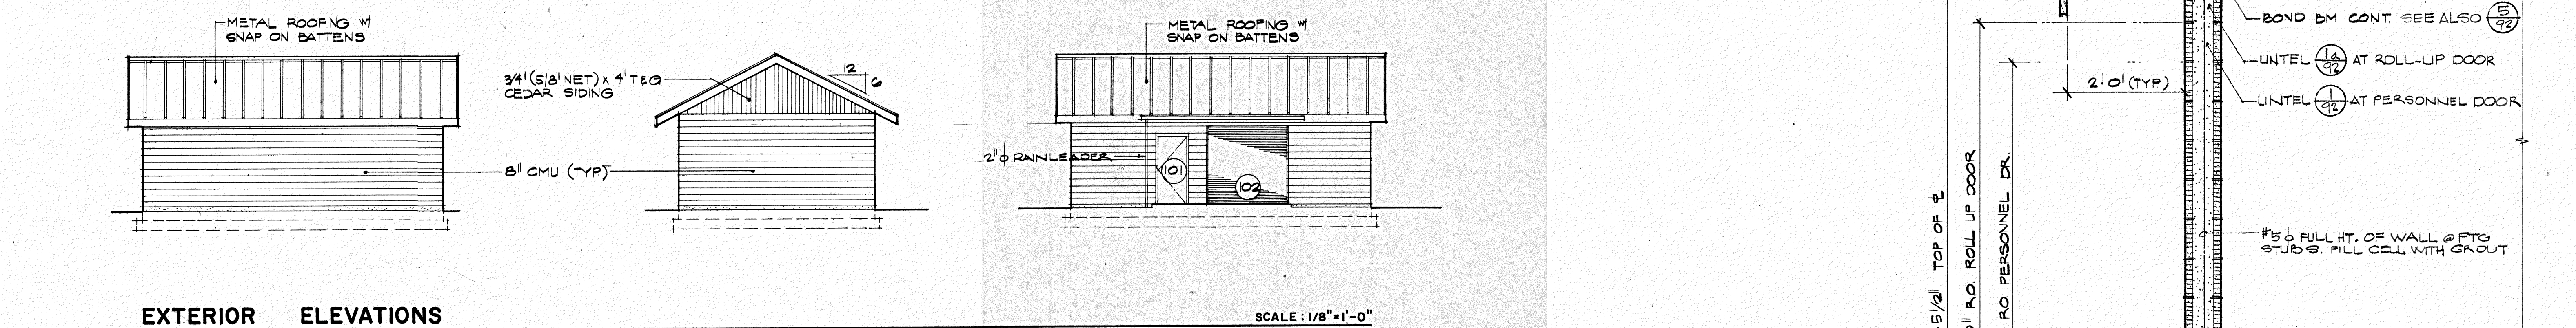 METAL ROOFING W/
SNAP ON BATTENS
3/4" (5/8" NET) x 4" T&G
CEDAR SIDING
12
6
8" CMU (TYP.)
METAL ROOFING W/
SNAP ON BATTENS
2"φ RAINLEADER
101
102
EXTERIOR ELEVATIONS
SCALE: 1/8"=1'-0"
BOND BM CONT. SEE ALSO 5/92
LINTEL 1a/92 AT ROLL-UP DOOR
LINTEL 1/92 AT PERSONNEL DOOR
2'-0" (TYP.)
5 1/2" TOP OF PL
R.O. ROLL UP DOOR
RO PERSONNEL DR.
#5 φ FULL HT. OF WALL @ FTG
STUBS. FILL CELL WITH GROUT